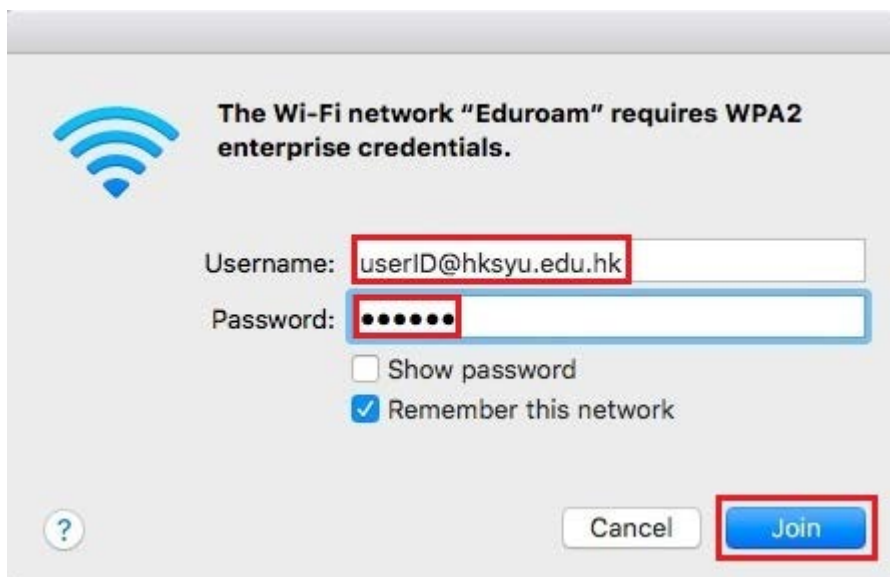 The Wi-Fi network “Eduroam” requires WPA2
enterprise credentials.
Username: userID@hksyu.edu.hk
Password: ••••••
Show password
Remember this network
? Cancel Join